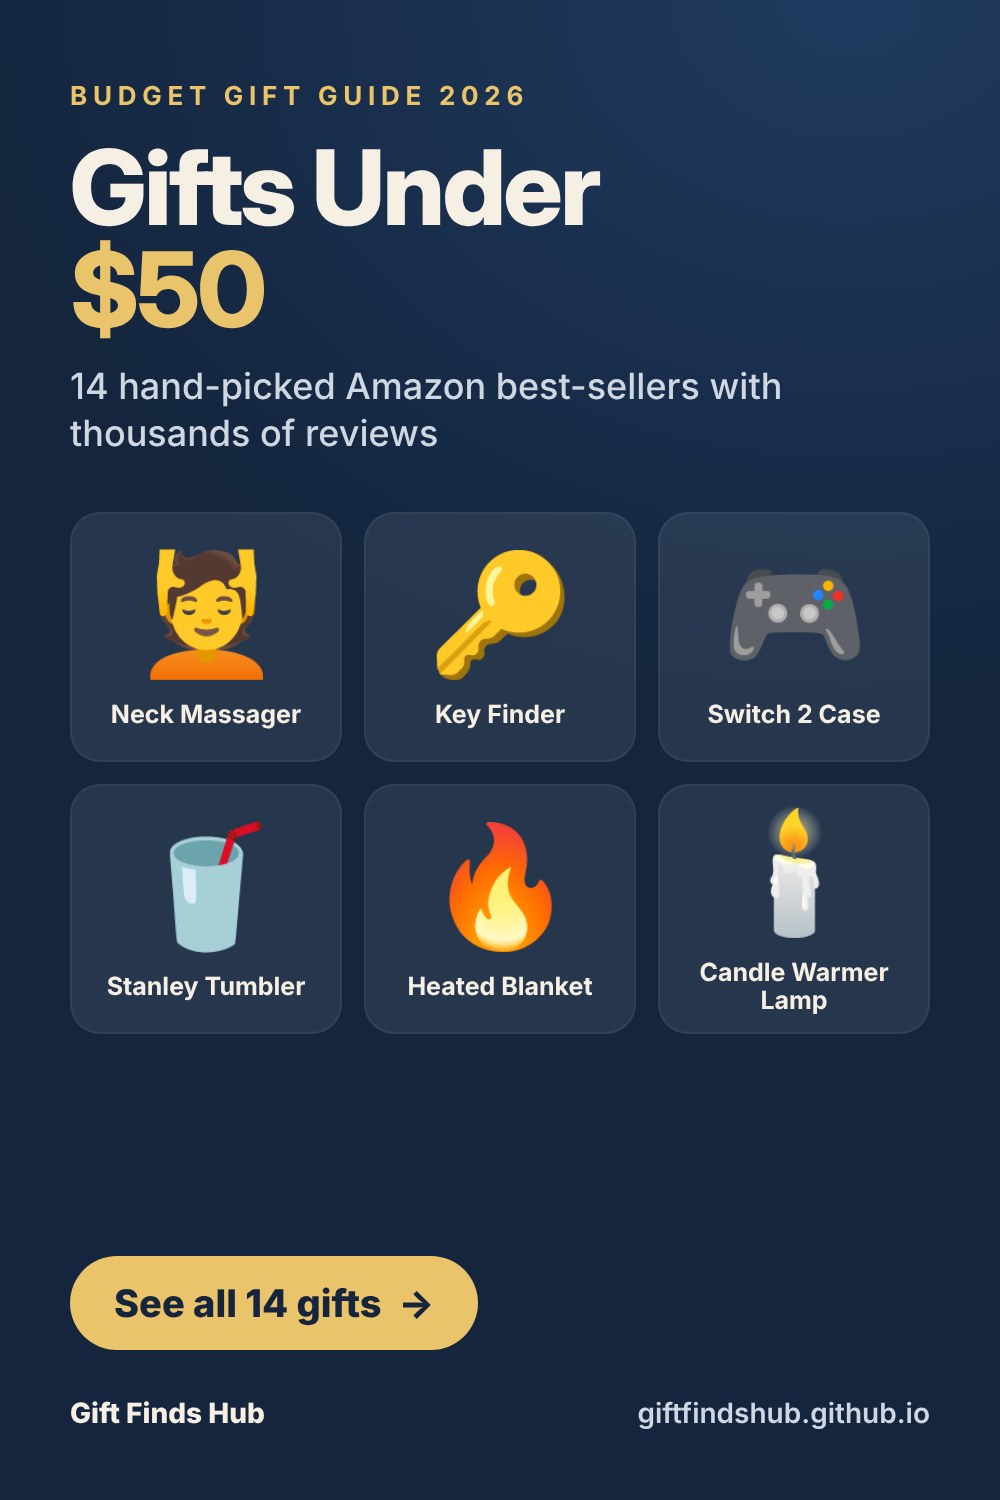 BUDGET GIFT GUIDE 2026
Gifts Under
$50
14 hand-picked Amazon best-sellers with
thousands of reviews
Neck Massager
Key Finder
Switch 2 Case
Stanley Tumbler
Heated Blanket
Candle Warmer
Lamp
See all 14 gifts →
Gift Finds Hub
giftfindshub.github.io